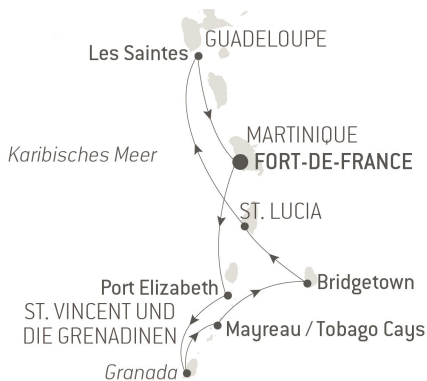 GUADELOUPE
Les Saintes
MARTINIQUE
Karibisches Meer
FORT-DE-FRANCE
ST. LUCIA
Port Elizabeth
Bridgetown
ST. VINCENT UND
DIE GRENADINEN
Mayreau / Tobago Cays
Granada